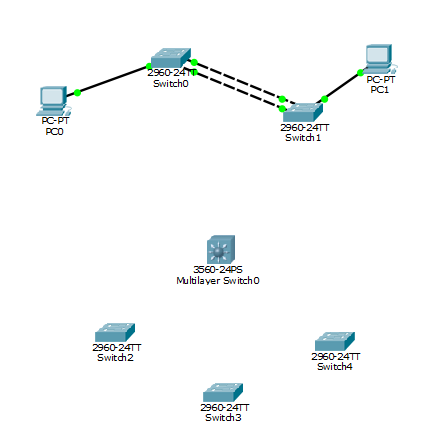 2960-24TT
Switch0
PC-PT
PC1
PC-PT
PC0
2960-24TT
Switch1
3560-24PS
Multilayer Switch0
2960-24TT
Switch2
2960-24TT
Switch4
2960-24TT
Switch3